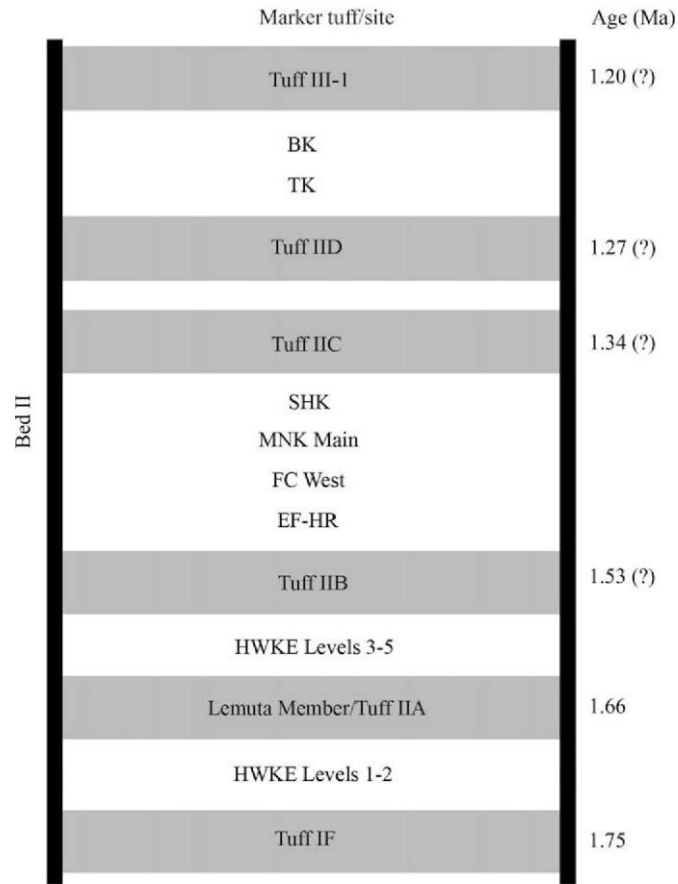 Marker tuff/site Age (Ma)
Tuff III-1 1.20 (?)
BK
TK
Tuff IID 1.27 (?)
Tuff IIC 1.34 (?)
Bed II
SHK
MNK Main
FC West
EF-HR
Tuff IIB 1.53 (?)
HWKE Levels 3-5
Lemuta Member/Tuff IIA 1.66
HWKE Levels 1-2
Tuff IF 1.75